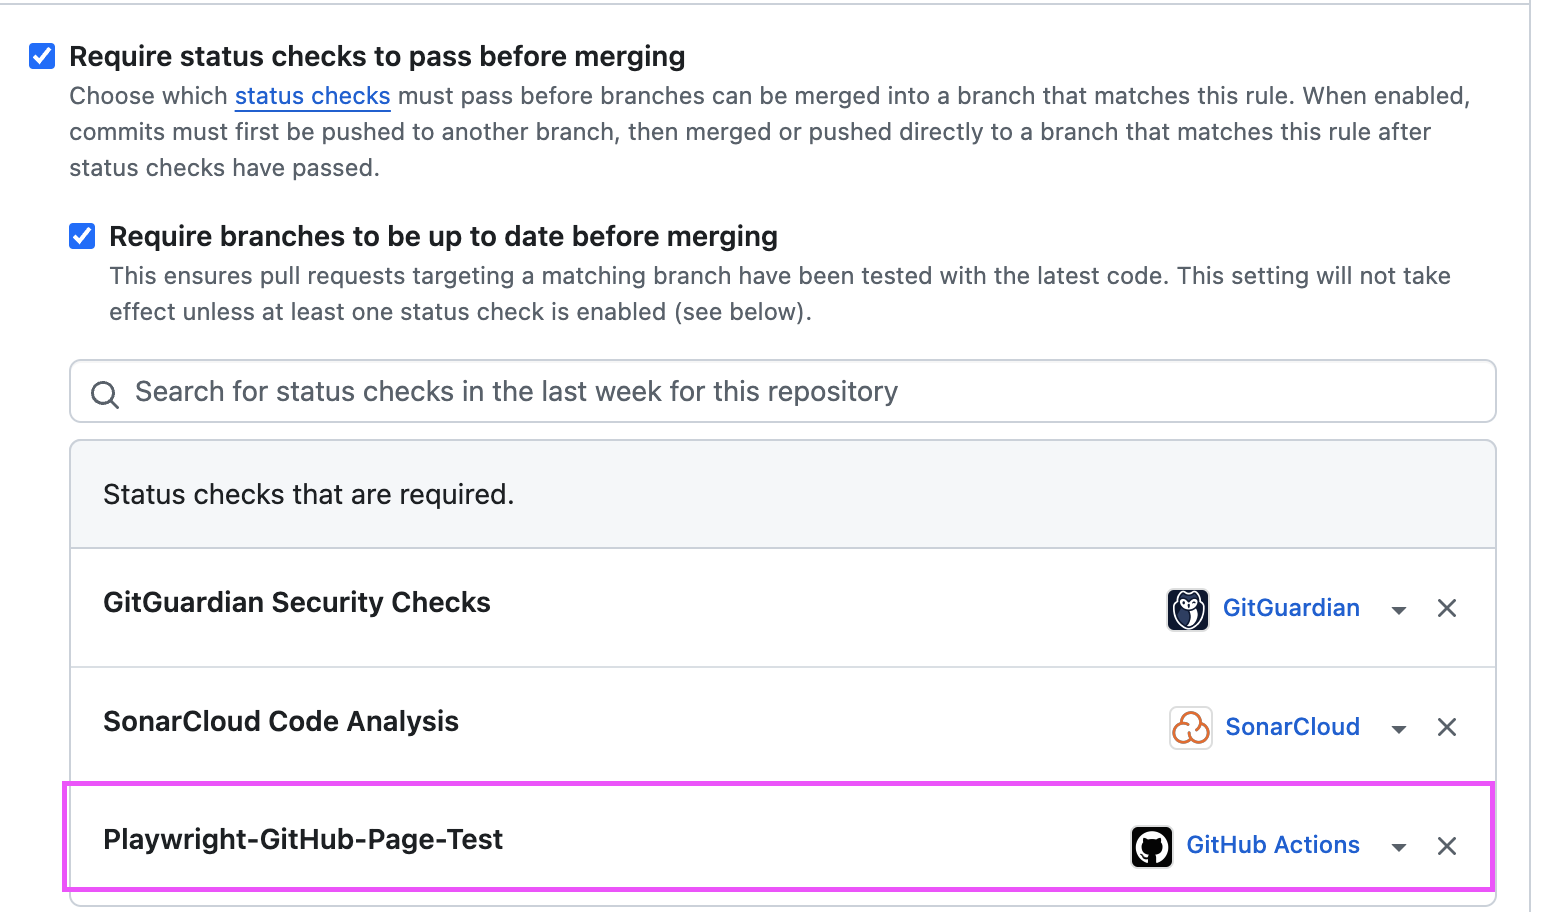 Require status checks to pass before merging
Choose which status checks must pass before branches can be merged into a branch that matches this rule. When enabled,
commits must first be pushed to another branch, then merged or pushed directly to a branch that matches this rule after
status checks have passed.
Require branches to be up to date before merging
This ensures pull requests targeting a matching branch have been tested with the latest code. This setting will not take
effect unless at least one status check is enabled (see below).
Search for status checks in the last week for this repository
Status checks that are required.
GitGuardian Security Checks
GitGuardian
SonarCloud Code Analysis
SonarCloud
Playwright-GitHub-Page-Test
GitHub Actions